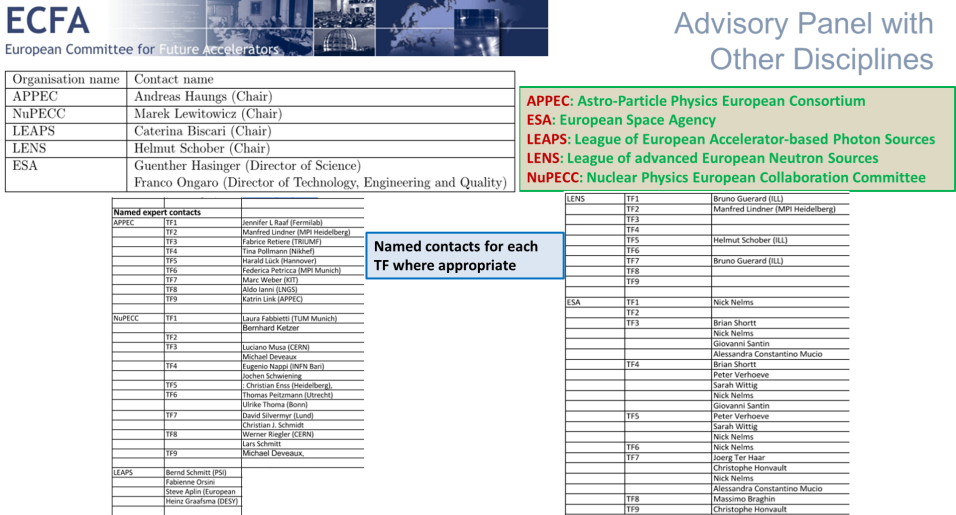 ECFA
European Committee for Future Accelerators
Advisory Panel with
Other Disciplines
Organisation name Contact name
APPEC Andreas Haungs (Chair)
NuPECC Marek Lewitowicz (Chair)
LEAPS Caterina Biscari (Chair)
LENS Helmut Schober (Chair)
ESA Guenther Hasinger (Director of Science)
Franco Ongaro (Director of Technology, Engineering and Quality)
APPEC: Astro-Particle Physics European Consortium
ESA: European Space Agency
LEAPS: League of European Accelerator-based Photon Sources
LENS: League of advanced European Neutron Sources
NuPECC: Nuclear Physics European Collaboration Committee
Named expert contacts
APPEC TF1 Jennifer L Raaf (Fermilab)
TF2 Manfred Lindner (MPI Heidelberg)
TF3 Fabrice Retiere (TRIUMF)
TF4 Tina Pollmann (Nikhef)
TF5 Harald Lück (Hannover)
TF6 Federica Petricca (MPI Munich)
TF7 Marc Weber (KIT)
TF8 Aldo Ianni (LNGS)
TF9 Katrin Link (APPEC)
NuPECC TF1 Laura Fabbietti (TUM Munich)
Bernhard Ketzer
TF2
TF3 Luciano Musa (CERN)
Michael Deveaux
TF4 Eugenio Nappi (INFN Bari)
Jochen Schwiening
TF5 : Christian Enss (Heidelberg),
TF6 Thomas Peitzmann (Utrecht)
Ulrike Thoma (Bonn)
TF7 David Silvermyr (Lund)
Christian J. Schmidt
TF8 Werner Riegler (CERN)
Lars Schmitt
TF9 Michael Deveaux,
LEAPS Bernd Schmitt (PSI)
Fabienne Orsini
Steve Aplin (European
Heinz Graafsma (DESY)
Named contacts for each
TF where appropriate
LENS TF1 Bruno Guerard (ILL)
TF2 Manfred Lindner (MPI Heidelberg)
TF3
TF4
TF5 Helmut Schober (ILL)
TF6
TF7 Bruno Guerard (ILL)
TF8
TF9
ESA TF1 Nick Nelms
TF2
TF3 Brian Shortt
Nick Nelms
Giovanni Santin
Alessandra Constantino Mucio
TF4 Brian Shortt
Peter Verhoeve
Sarah Wittig
Nick Nelms
Giovanni Santin
TF5 Peter Verhoeve
Sarah Wittig
Nick Nelms
TF6 Nick Nelms
TF7 Joerg Ter Haar
Christophe Honvault
Nick Nelms
Alessandra Constantino Mucio
TF8 Massimo Braghin
TF9 Christophe Honvault